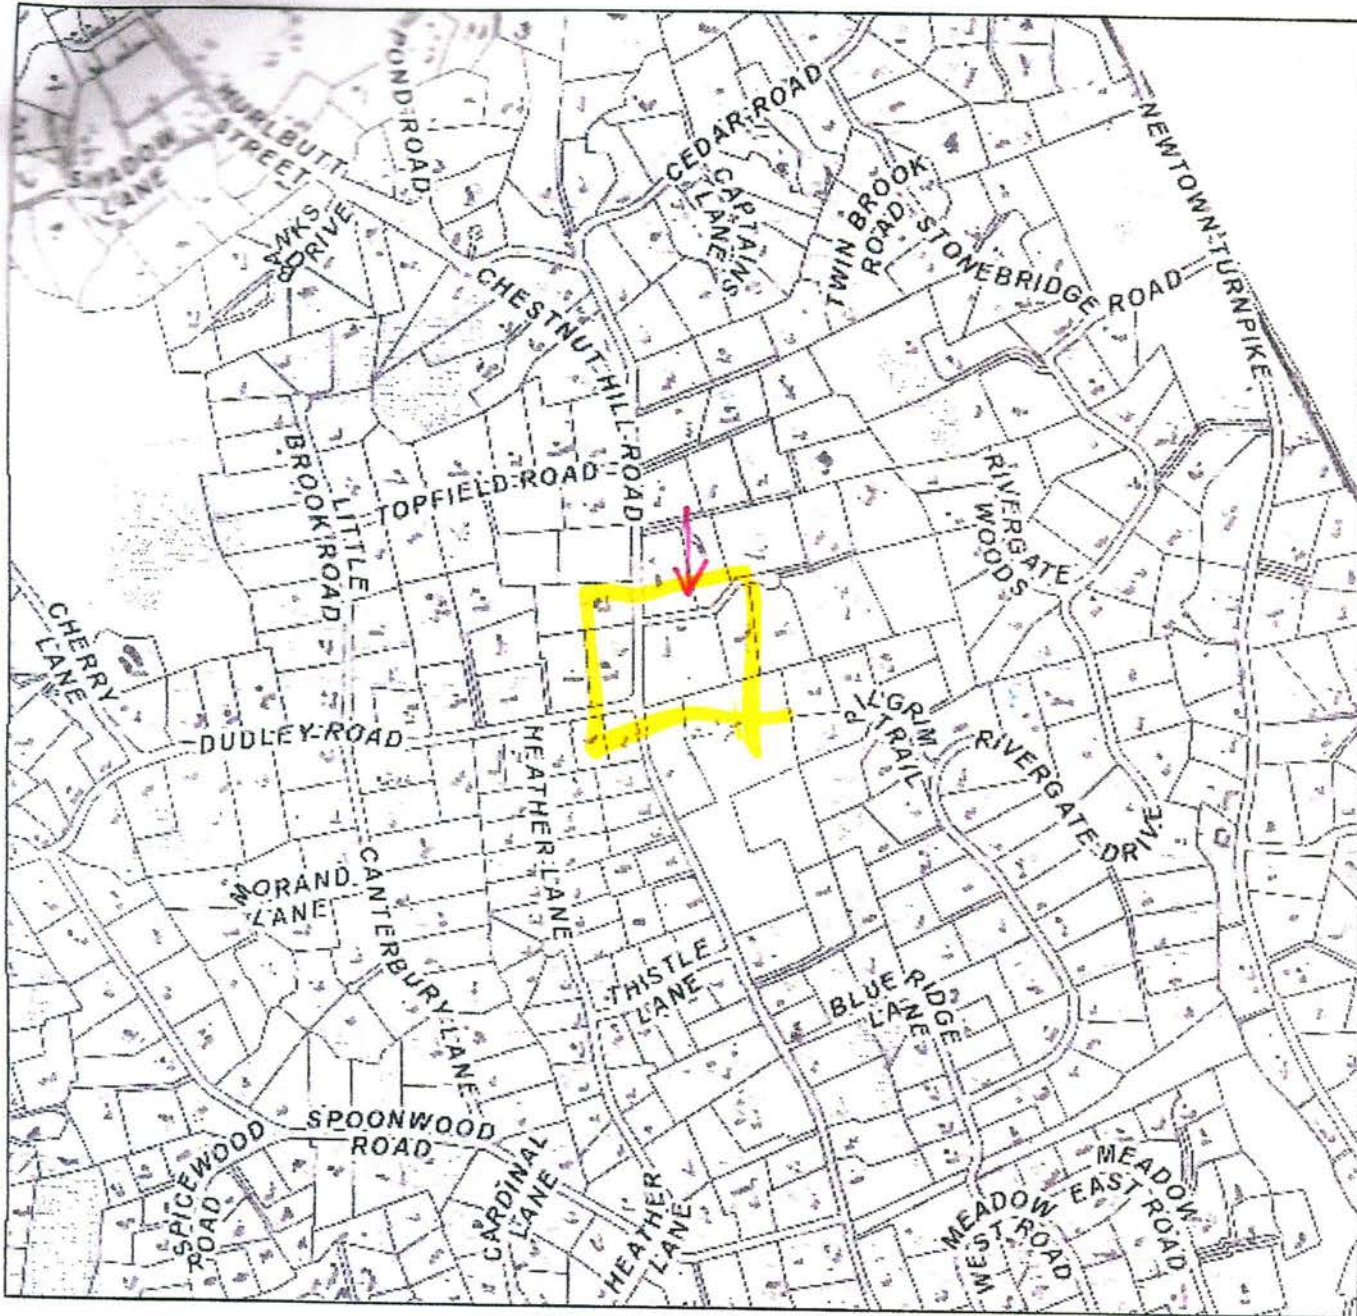 HURLBUTT
STREET
POND ROAD
SHADOW
LANE
BANKS
DRIVE
CEDAR ROAD
CAPTAINS
LANE
TWIN BROOK
ROAD
STONEBRIDGE ROAD
NEWTOWN TURNPIKE
CHESTNUT HILL ROAD
TOPFIELD ROAD
LITTLE
BROOK ROAD
RIVERGATE
WOODS
CHERRY
LANE
DUDLEY ROAD
HEATHER LANE
PILGRIM
TRAIL
RIVERGATE DRIVE
MORAND
LANE
CANTERBURY LANE
THISTLE
LANE
BLUE RIDGE
LANE
SPOONWOOD
ROAD
SPICEWOOD
ROAD
CARDINAL
LANE
HEATHER
LANE
MEADOW
WEST ROAD
MEADOW
EAST ROAD